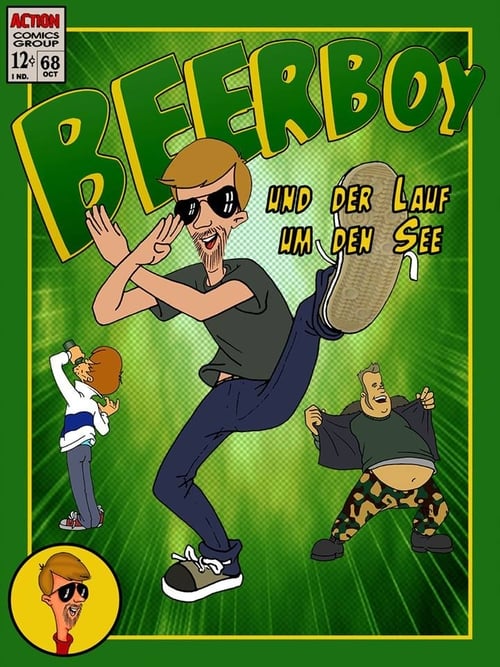 ACTION
COMICS
GROUP
12¢ 68
IND. OCT
BEERBOY
UND DER LAUF
UM DEN SEE